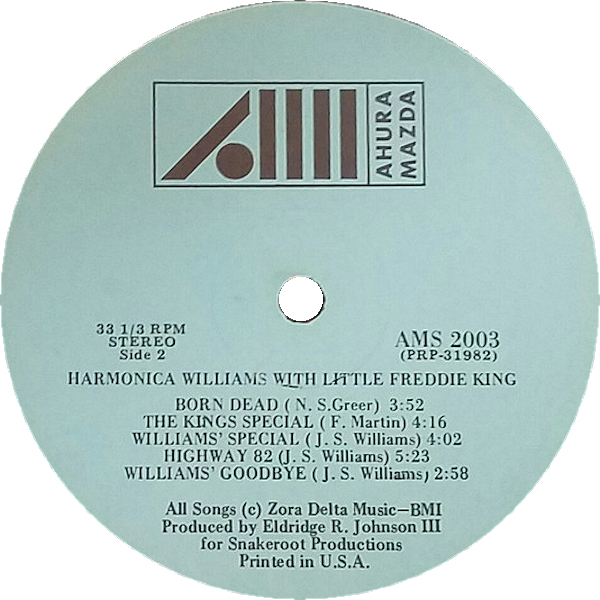 AHURA
MAZDA
33 1/3 RPM
STEREO
Side 2
AMS 2003
(PRP-31982)
HARMONICA WILLIAMS WITH LITTLE FREDDIE KING
BORN DEAD ( N. S.Greer) 3:52
THE KINGS SPECIAL ( F. Martin) 4:16
WILLIAMS' SPECIAL ( J. S. Williams) 4:02
HIGHWAY 82 (J. S. Williams) 5:23
WILLIAMS' GOODBYE ( J. S. Williams) 2:58
All Songs (c) Zora Delta Music—BMI
Produced by Eldridge R. Johnson III
for Snakeroot Productions
Printed in U.S.A.